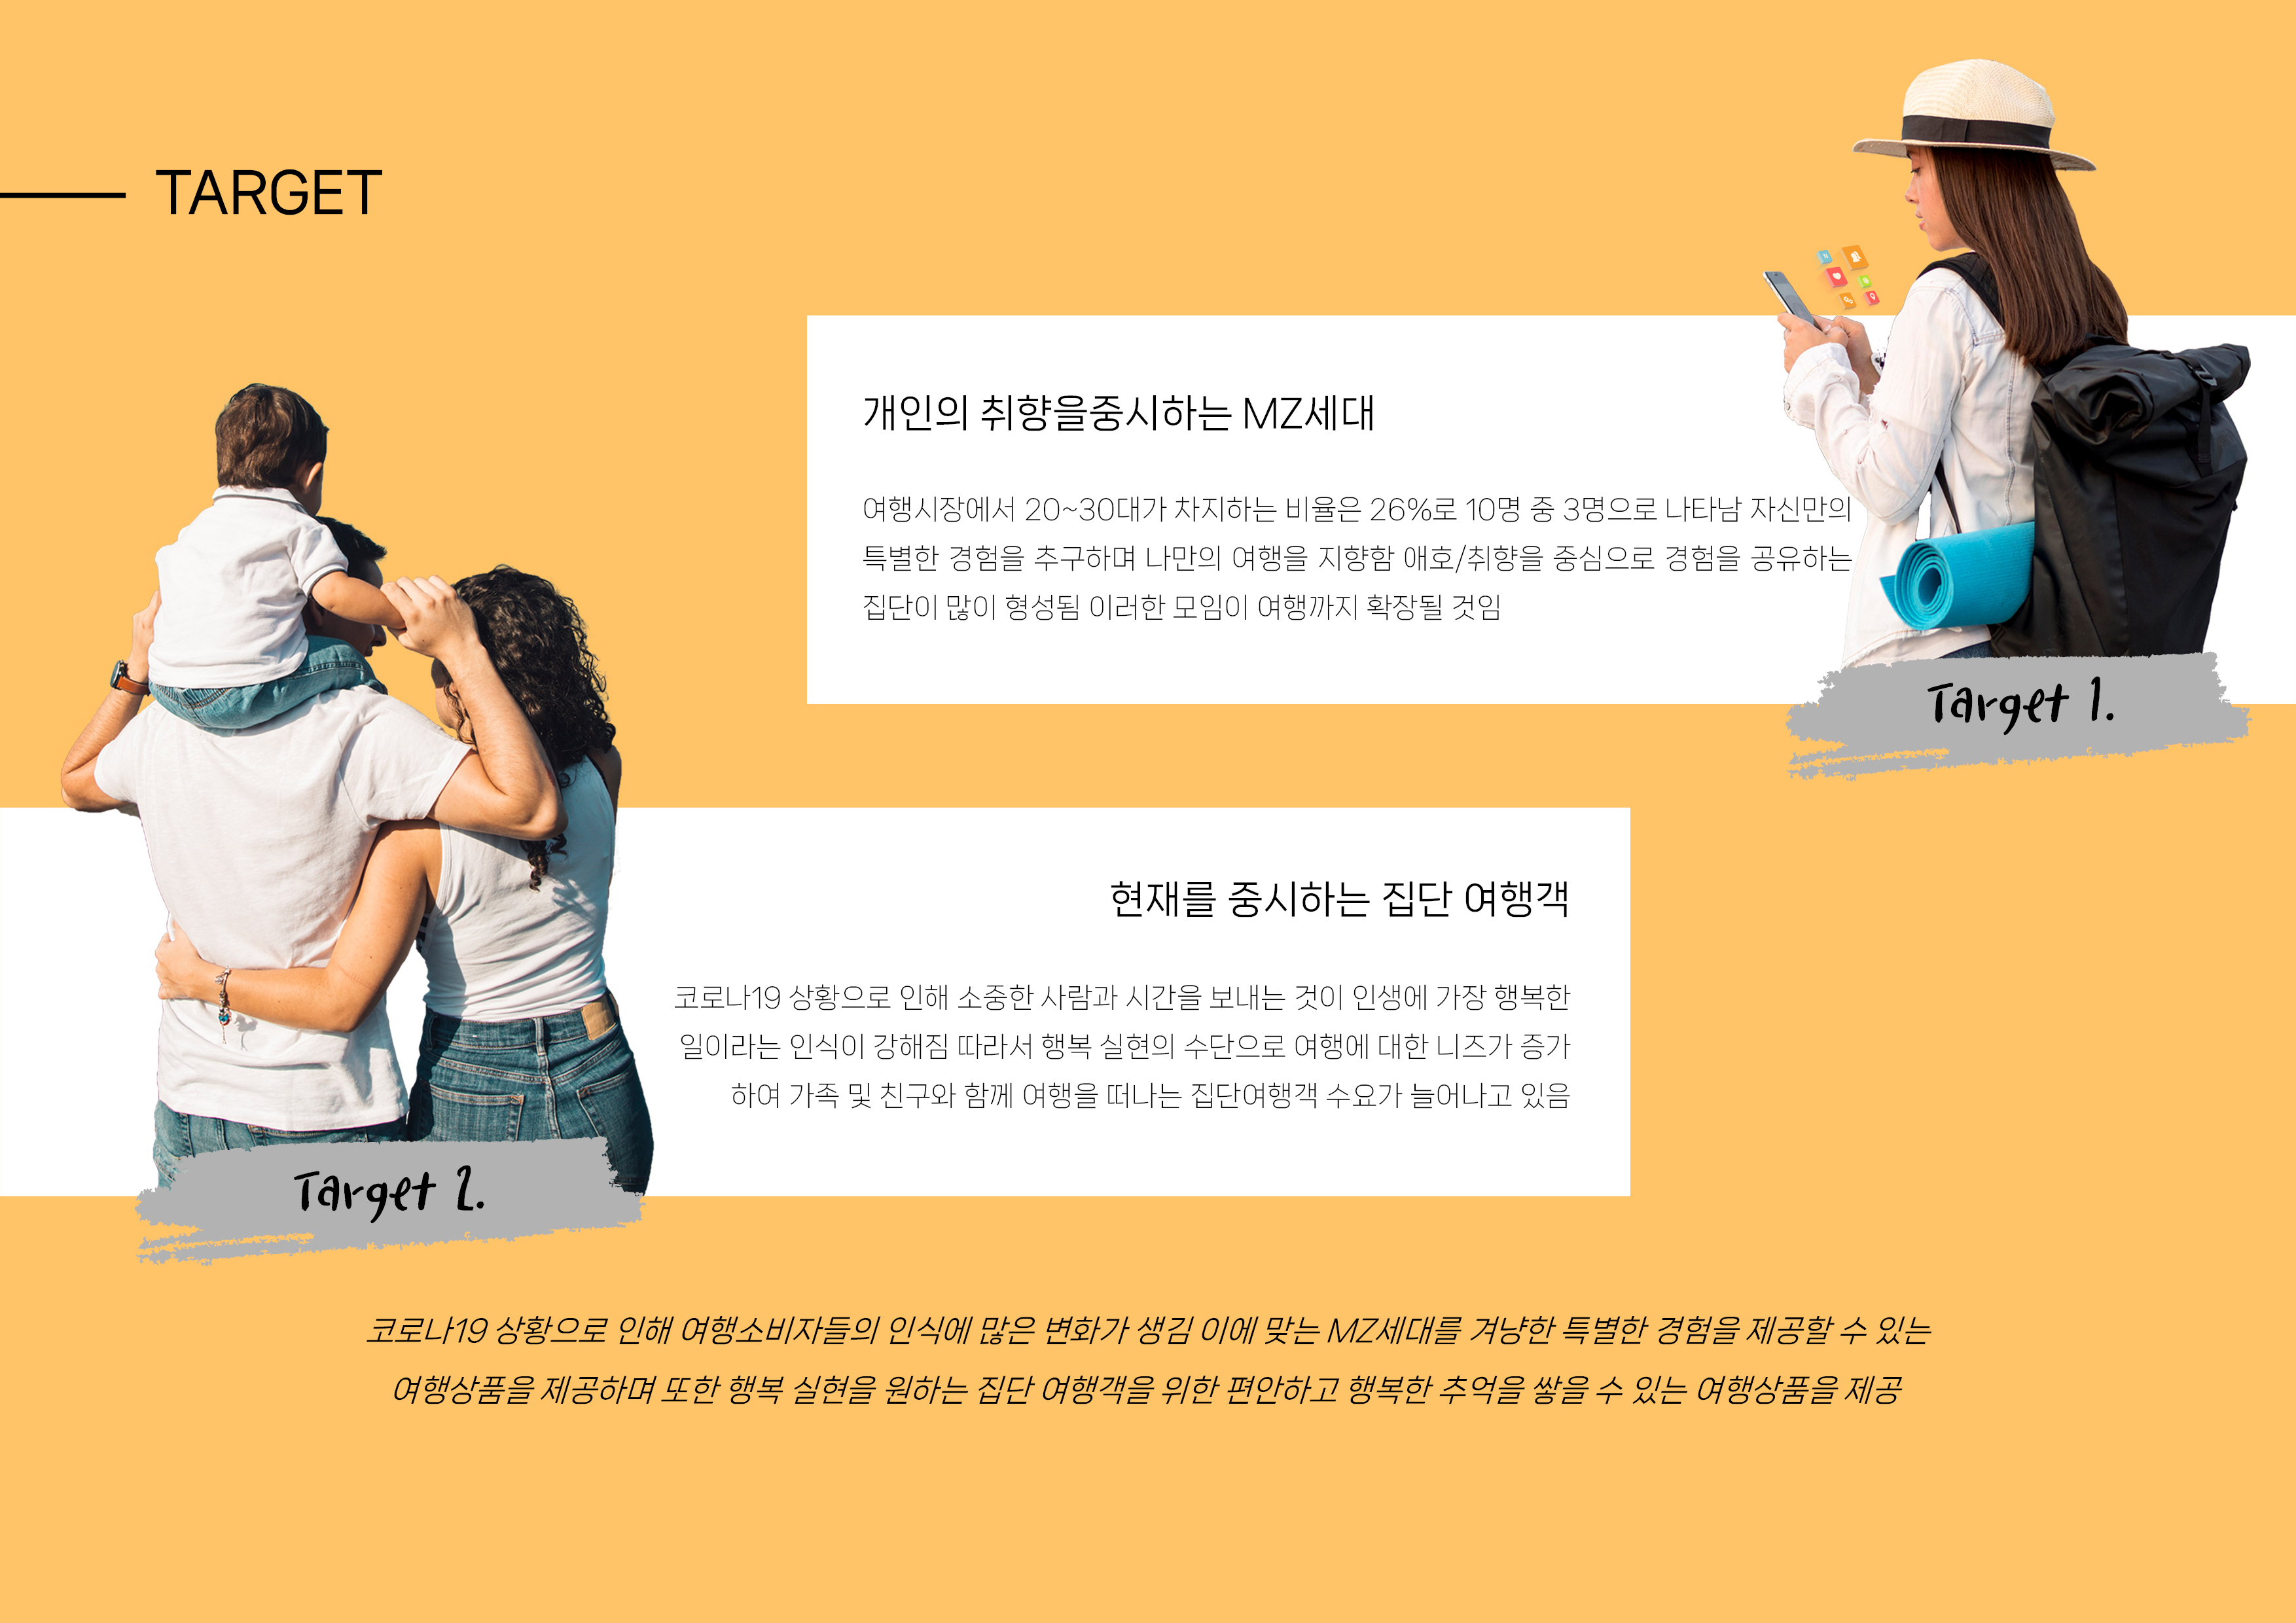 TARGET
개인의 취향을중시하는 MZ세대
여행시장에서 20~30대가 차지하는 비율은 26%로 10명 중 3명으로 나타남 자신만의
특별한 경험을 추구하며 나만의 여행을 지향함 애호/취향을 중심으로 경험을 공유하는
집단이 많이 형성됨 이러한 모임이 여행까지 확장될 것임
Target 1.
현재를 중시하는 집단 여행객
코로나19 상황으로 인해 소중한 사람과 시간을 보내는 것이 인생에 가장 행복한
일이라는 인식이 강해짐 따라서 행복 실현의 수단으로 여행에 대한 니즈가 증가
하여 가족 및 친구와 함께 여행을 떠나는 집단여행객 수요가 늘어나고 있음
Target 2.
코로나19 상황으로 인해 여행소비자들의 인식에 많은 변화가 생김 이에 맞는 MZ세대를 겨냥한 특별한 경험을 제공할 수 있는
여행상품을 제공하며 또한 행복 실현을 원하는 집단 여행객을 위한 편안하고 행복한 추억을 쌓을 수 있는 여행상품을 제공